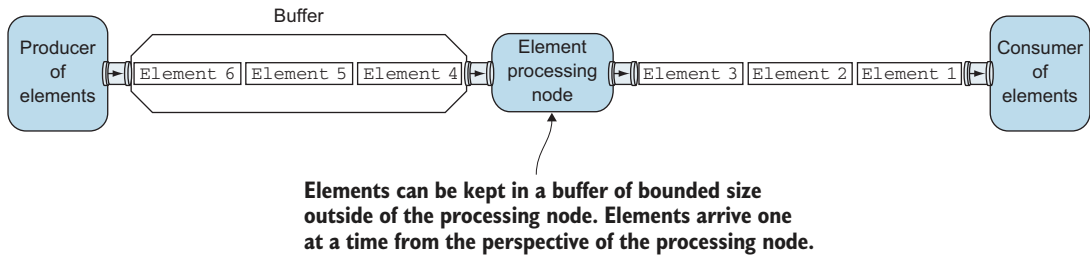 Buffer
Producer
of
elements
Element 6
Element 5
Element 4
Element
processing
node
Element 3
Element 2
Element 1
Consumer
of
elements
Elements can be kept in a buffer of bounded size
outside of the processing node. Elements arrive one
at a time from the perspective of the processing node.